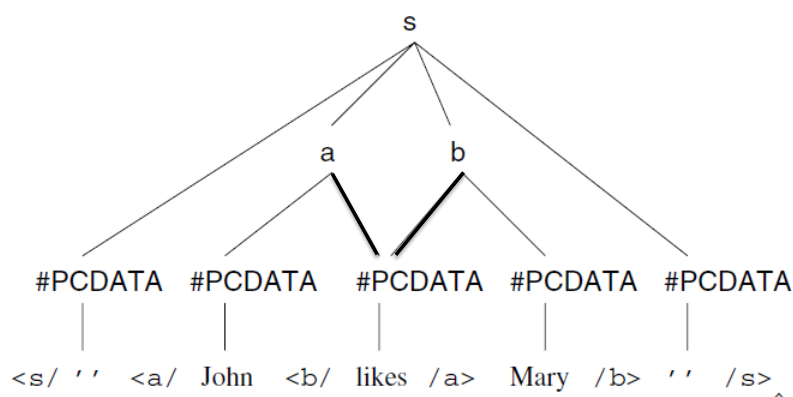 s
a b
#PCDATA #PCDATA #PCDATA #PCDATA #PCDATA
<s/ '' <a/ John <b/ likes /a> Mary /b> '' /s>